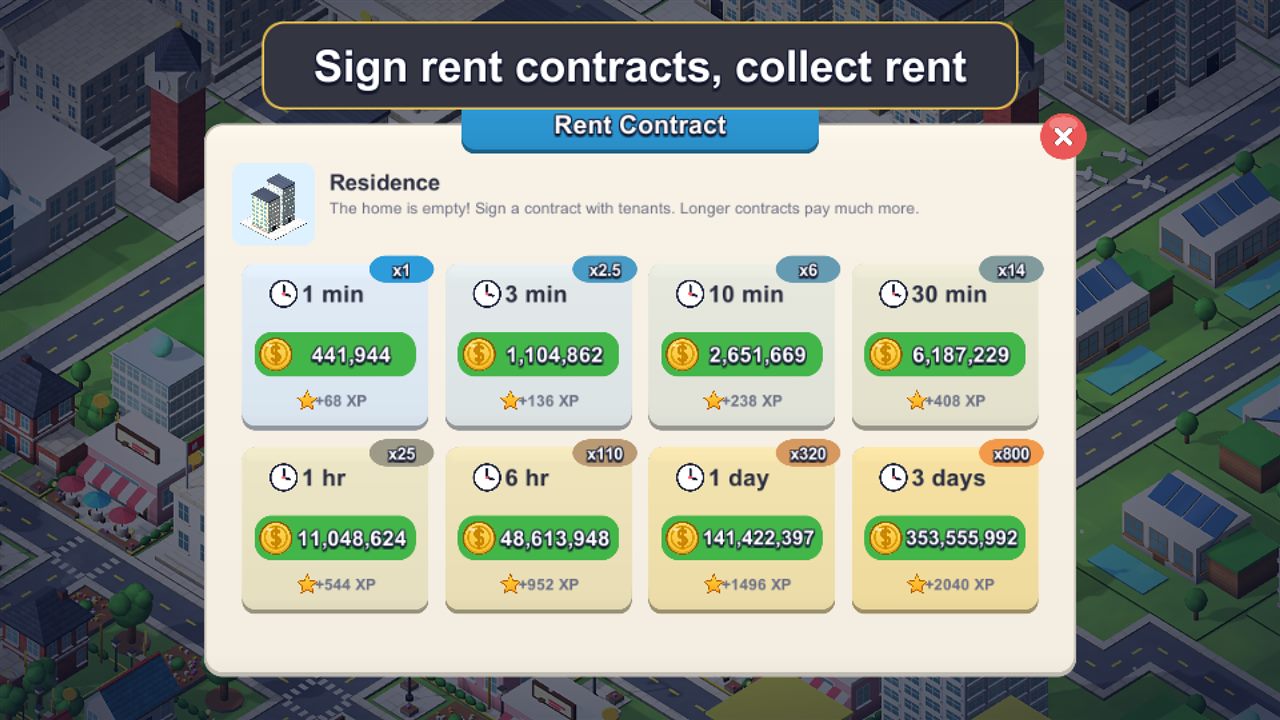 Sign rent contracts, collect rent
Rent Contract
Residence
The home is empty! Sign a contract with tenants. Longer contracts pay much more.
x1
1 min
441,944
+68 XP
x2.5
3 min
1,104,862
+136 XP
x6
10 min
2,651,669
+238 XP
x14
30 min
6,187,229
+408 XP
x25
1 hr
11,048,624
+544 XP
x110
6 hr
48,613,948
+952 XP
x320
1 day
141,422,397
+1496 XP
x800
3 days
353,555,992
+2040 XP